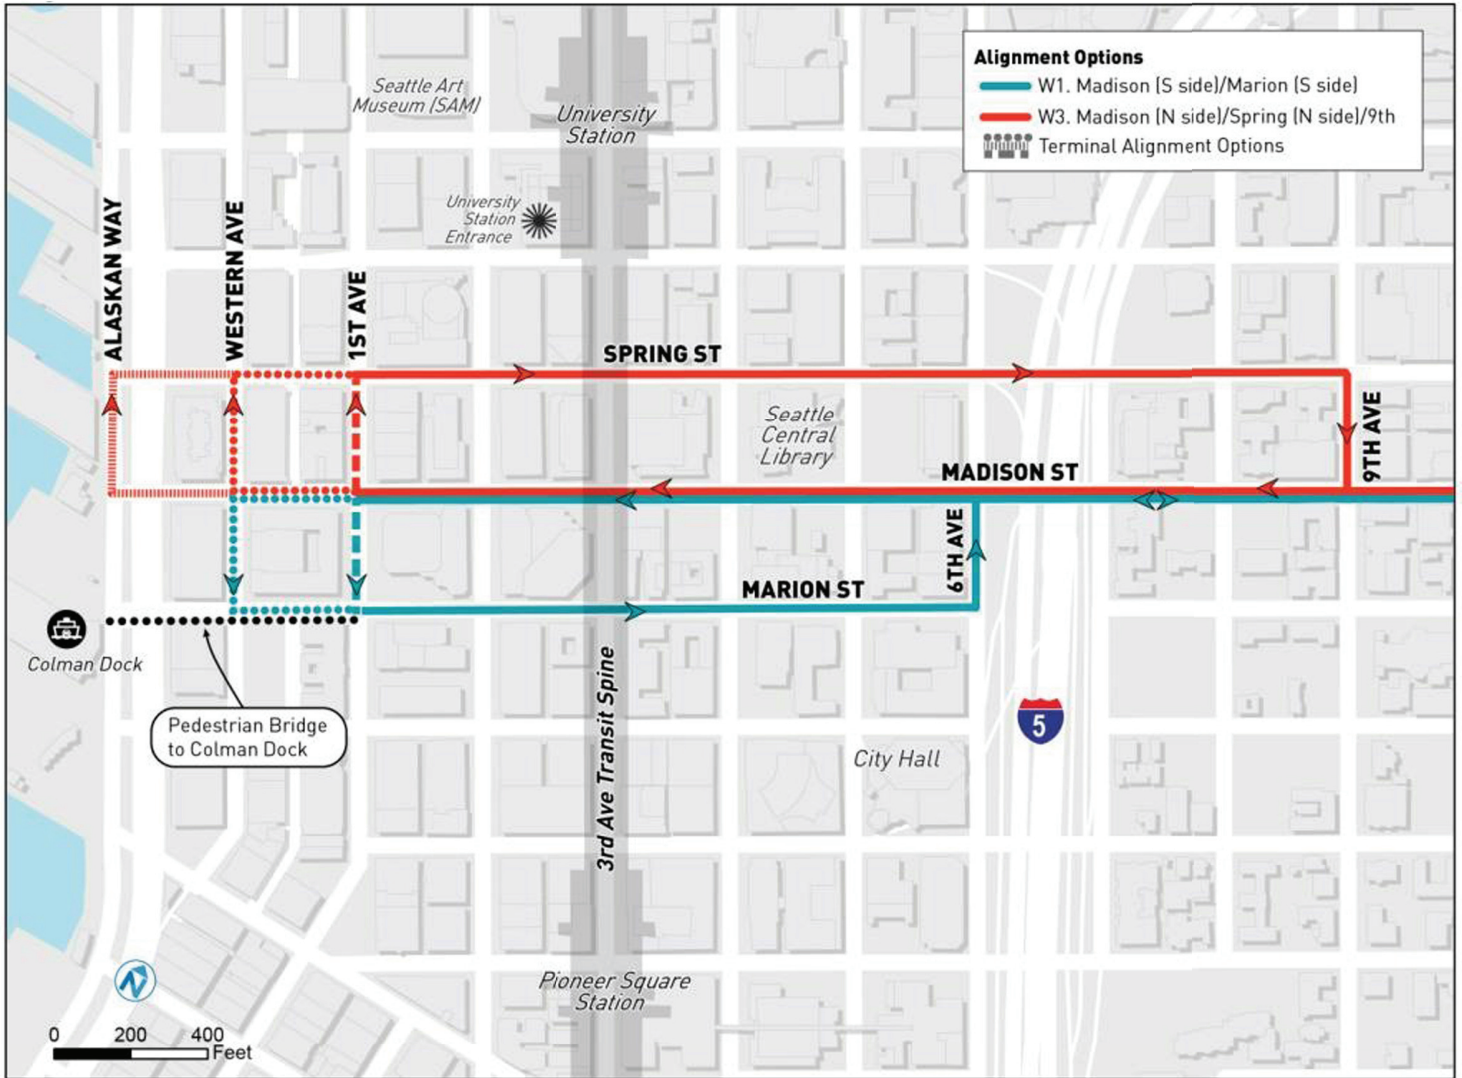 Alignment Options
W1. Madison (S side)/Marion (S side)
W3. Madison (N side)/Spring (N side)/9th
Terminal Alignment Options
Seattle Art
Museum (SAM)
University
Station
University
Station
Entrance
ALASKAN WAY
WESTERN AVE
1ST AVE
SPRING ST
Seattle
Central
Library
MADISON ST
9TH AVE
6TH AVE
MARION ST
Colman Dock
Pedestrian Bridge
to Colman Dock
3rd Ave Transit Spine
5
City Hall
Pioneer Square
Station
N
0 200 400
Feet